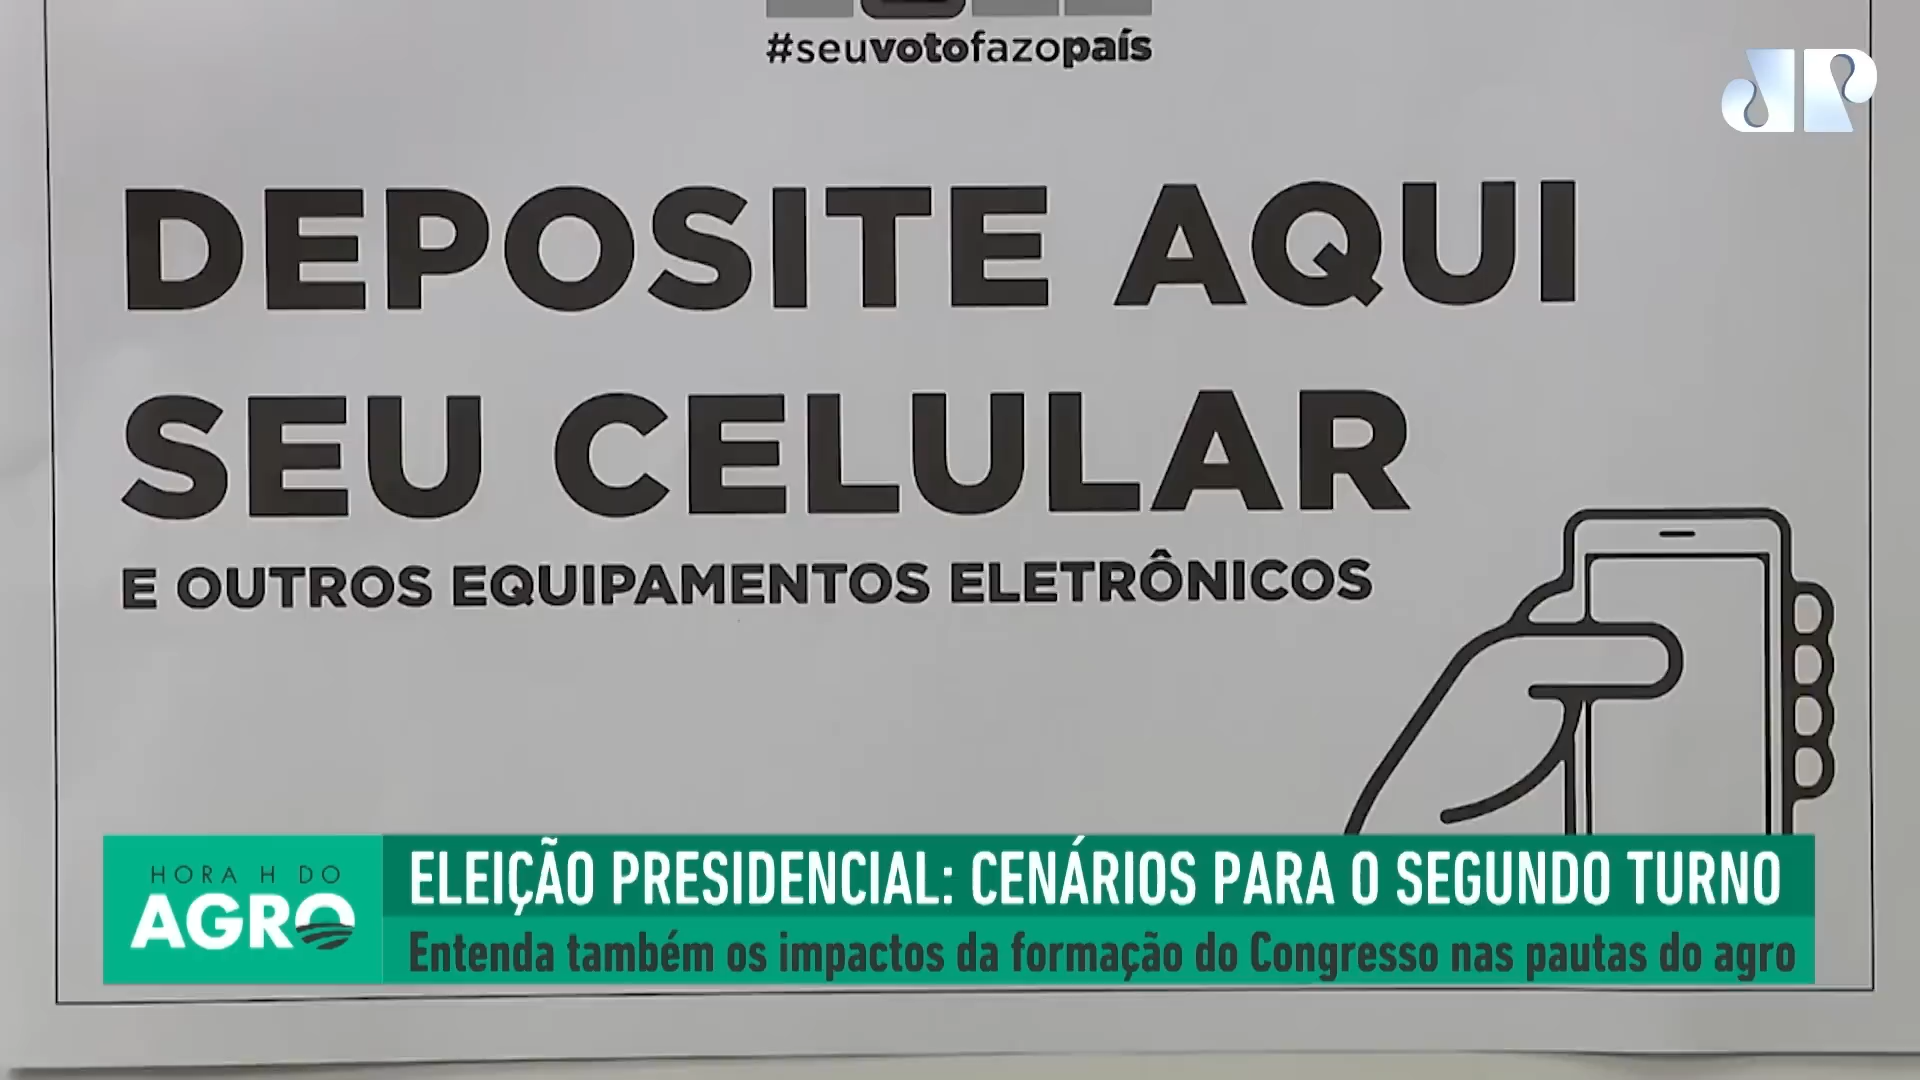 #seuvotofazopaís
JP
DEPOSITE AQUI
SEU CELULAR
E OUTROS EQUIPAMENTOS ELETRÔNICOS
HORA H DO
AGRO
ELEIÇÃO PRESIDENCIAL: CENÁRIOS PARA O SEGUNDO TURNO
Entenda também os impactos da formação do Congresso nas pautas do agro